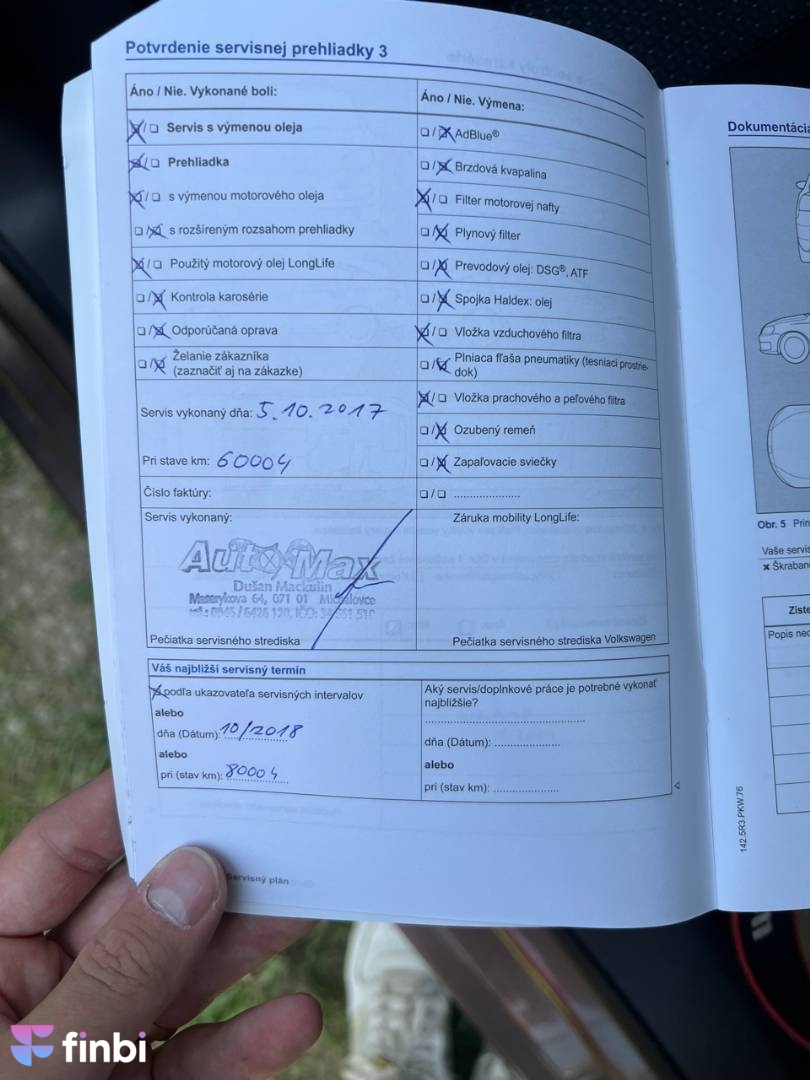 Potvrdenie servisnej prehliadky 3
Áno / Nie. Vykonané boli:
☒/☐ Servis s výmenou oleja
☒/☐ Prehliadka
☒/☐ s výmenou motorového oleja
☐/☒ s rozšíreným rozsahom prehliadky
☒/☐ Použitý motorový olej LongLife
☐/☒ Kontrola karosérie
☐/☒ Odporúčaná oprava
☐/☒ Želanie zákazníka
(zaznačiť aj na zákazke)
Servis vykonaný dňa: 5.10.2017
Pri stave km: 60004
Číslo faktúry:
Servis vykonaný:
AutoMax
Dušan Mackulin
Masarykova 64, 071 01 Michalovce
Pečiatka servisného strediska
Áno / Nie. Výmena:
☐/☒ AdBlue®
☐/☒ Brzdová kvapalina
☒/☐ Filter motorovej nafty
☐/☒ Plynový filter
☐/☒ Prevodový olej: DSG®, ATF
☐/☒ Spojka Haldex: olej
☒/☐ Vložka vzduchového filtra
☐/☒ Plniaca fľaša pneumatiky (tesniaci prostrie-
dok)
☒/☐ Vložka prachového a peľového filtra
☐/☒ Ozubený remeň
☐/☒ Zapaľovacie sviečky
☐/☐ .....................
Záruka mobility LongLife:
Pečiatka servisného strediska Volkswagen
Váš najbližší servisný termín
☒ podľa ukazovateľa servisných intervalov
alebo
dňa (Dátum): 10/2018
alebo
pri (stav km): 80004
Aký servis/doplnkové práce je potrebné vykonať
najbližšie?
dňa (Dátum): .....................
alebo
pri (stav km): .....................
Servisný plán
142.5R3.PKW.76
Dokumentácia
Obr. 5 Prin
Vaše servis
× Škraban
Ziste
Popis ned
finbi